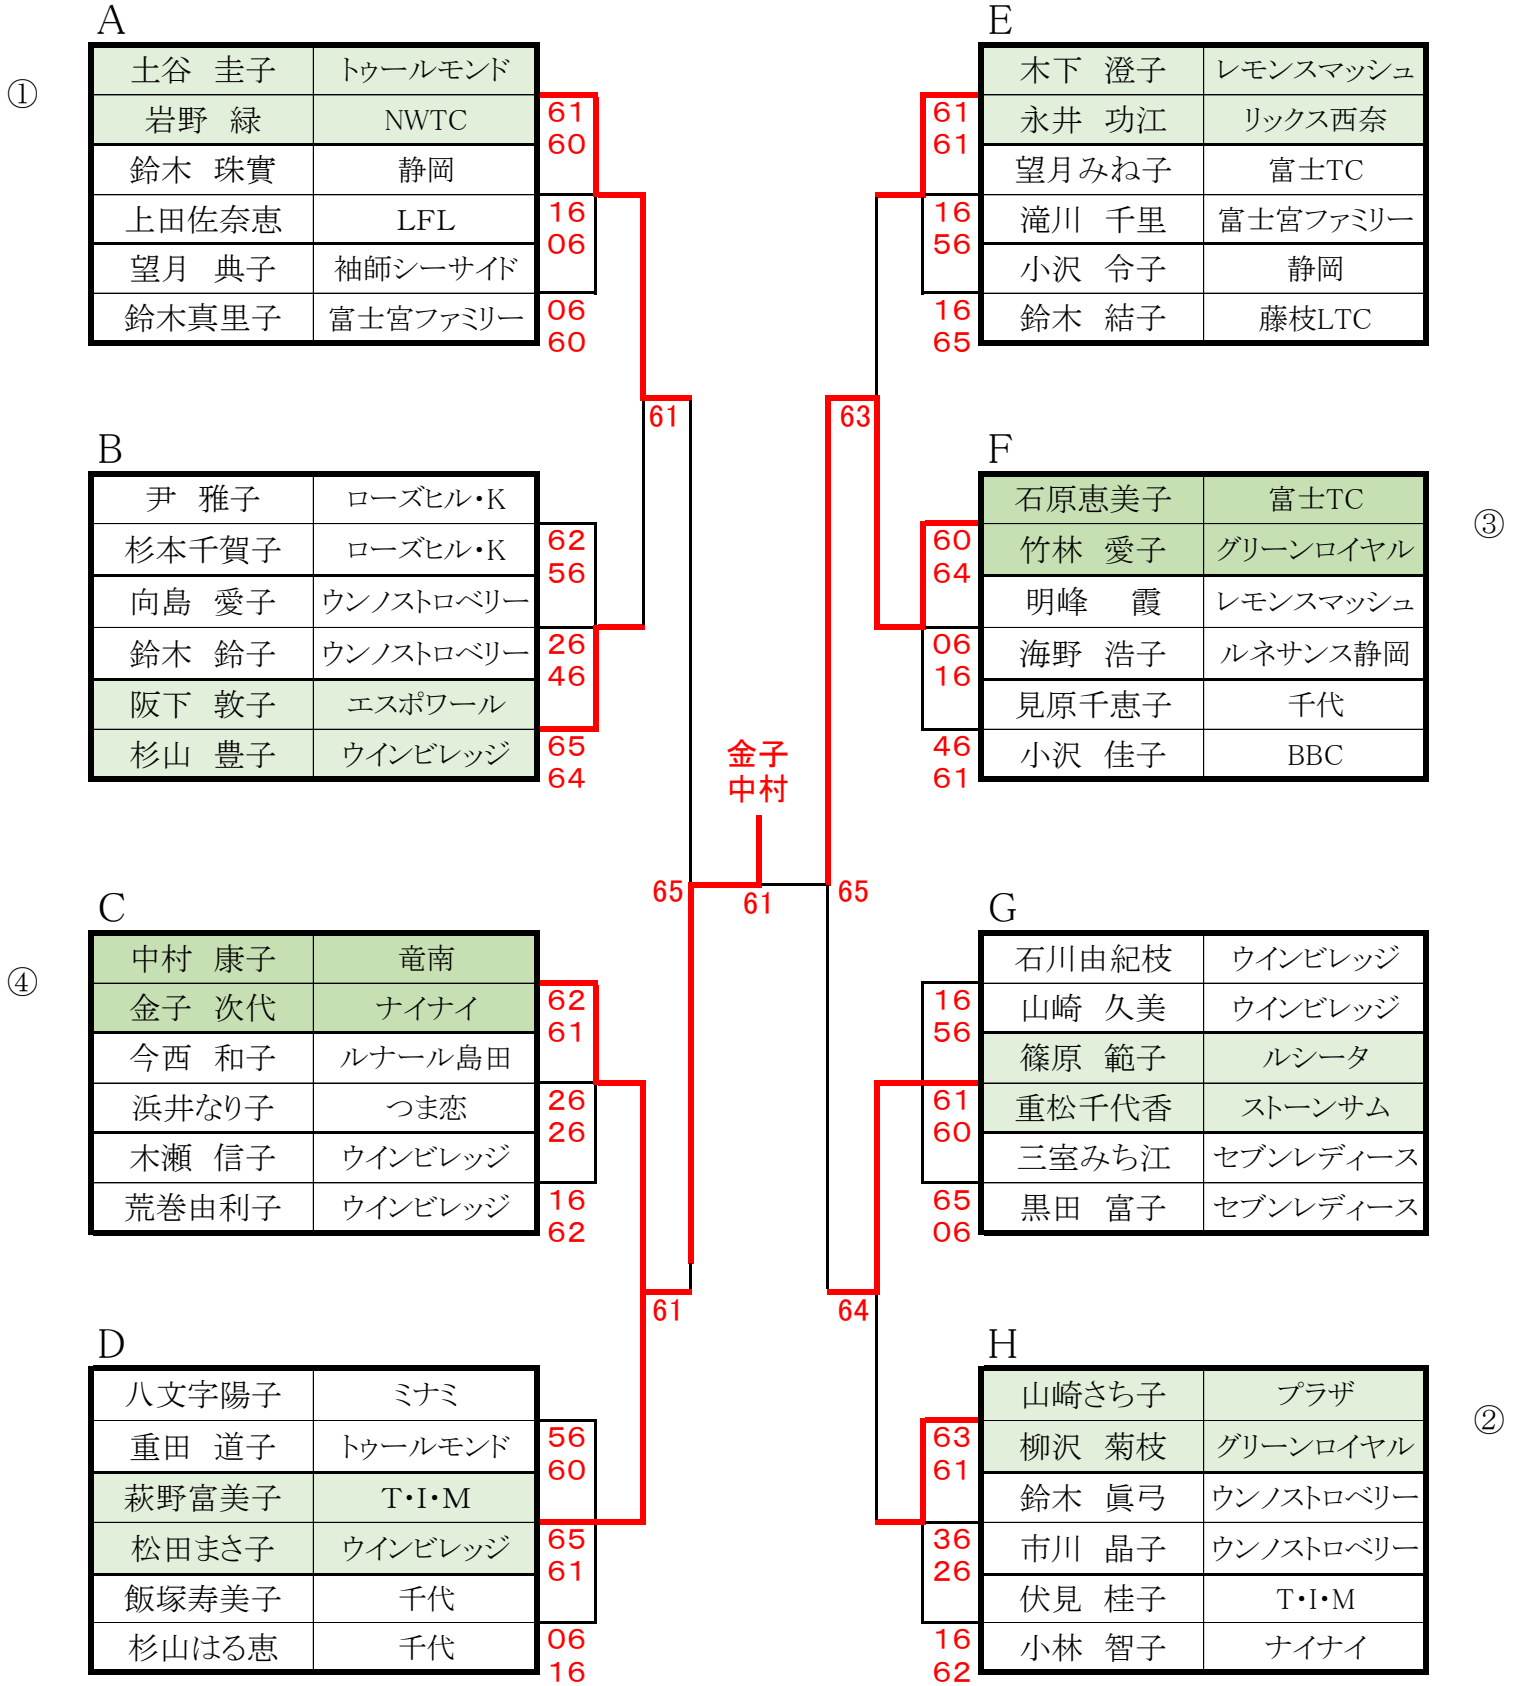 A
①
土谷 圭子 トゥールモンド
岩野 緑 NWTC
61
60
鈴木 珠實 静岡
上田佐奈恵 LFL
16
06
望月 典子 袖師シーサイド
鈴木真里子 富士宮ファミリー
06
60
61
B
尹 雅子 ローズヒル・K
杉本千賀子 ローズヒル・K
62
56
向島 愛子 ウンノストロベリー
鈴木 鈴子 ウンノストロベリー
26
46
阪下 敦子 エスポワール
杉山 豊子 ウインビレッジ
65
64
65
C
④
中村 康子 竜南
金子 次代 ナイナイ
62
61
今西 和子 ルナール島田
浜井なり子 つま恋
26
26
木瀬 信子 ウインビレッジ
荒巻由利子 ウインビレッジ
16
62
61
D
八文字陽子 ミナミ
重田 道子 トゥールモンド
56
60
萩野富美子 T・I・M
松田まさ子 ウインビレッジ
65
61
飯塚寿美子 千代
杉山はる恵 千代
06
16
金子
中村
61
E
木下 澄子 レモンスマッシュ
永井 功江 リックス西奈
61
61
望月みね子 富士TC
滝川 千里 富士宮ファミリー
16
56
小沢 令子 静岡
鈴木 結子 藤枝LTC
16
65
63
F
③
石原恵美子 富士TC
竹林 愛子 グリーンロイヤル
60
64
明峰 霞 レモンスマッシュ
海野 浩子 ルネサンス静岡
06
16
見原千恵子 千代
小沢 佳子 BBC
46
61
65
G
石川由紀枝 ウインビレッジ
山崎 久美 ウインビレッジ
16
56
篠原 範子 ルシータ
重松千代香 ストーンサム
61
60
三室みち江 セブンレディース
黒田 富子 セブンレディース
65
06
64
H
②
山崎さち子 プラザ
柳沢 菊枝 グリーンロイヤル
63
61
鈴木 眞弓 ウンノストロベリー
市川 晶子 ウンノストロベリー
36
26
伏見 桂子 T・I・M
小林 智子 ナイナイ
16
62